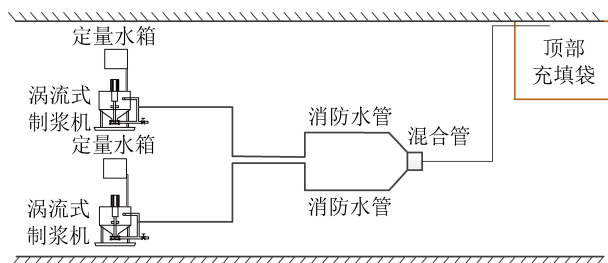 定量水箱
涡流式
制浆机
定量水箱
涡流式
制浆机
消防水管
消防水管
混合管
顶部
充填袋